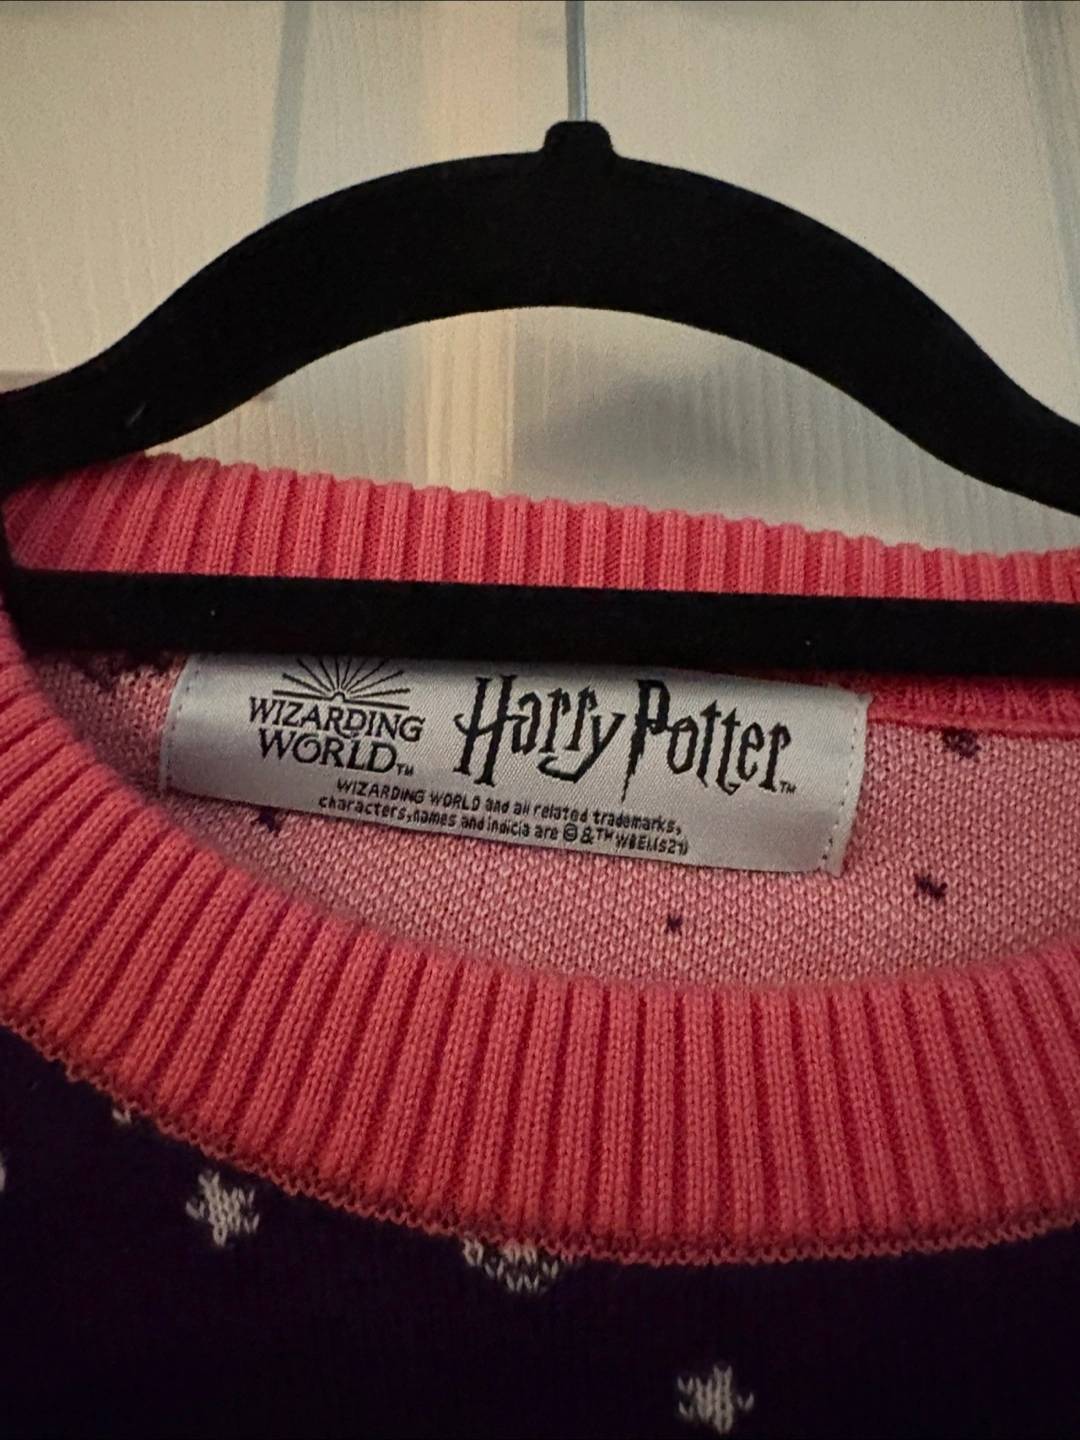 WIZARDING
WORLD™
Harry Potter™
WIZARDING WORLD and all related trademarks,
characters,names and indicia are ©&™ WBEI.(s21)